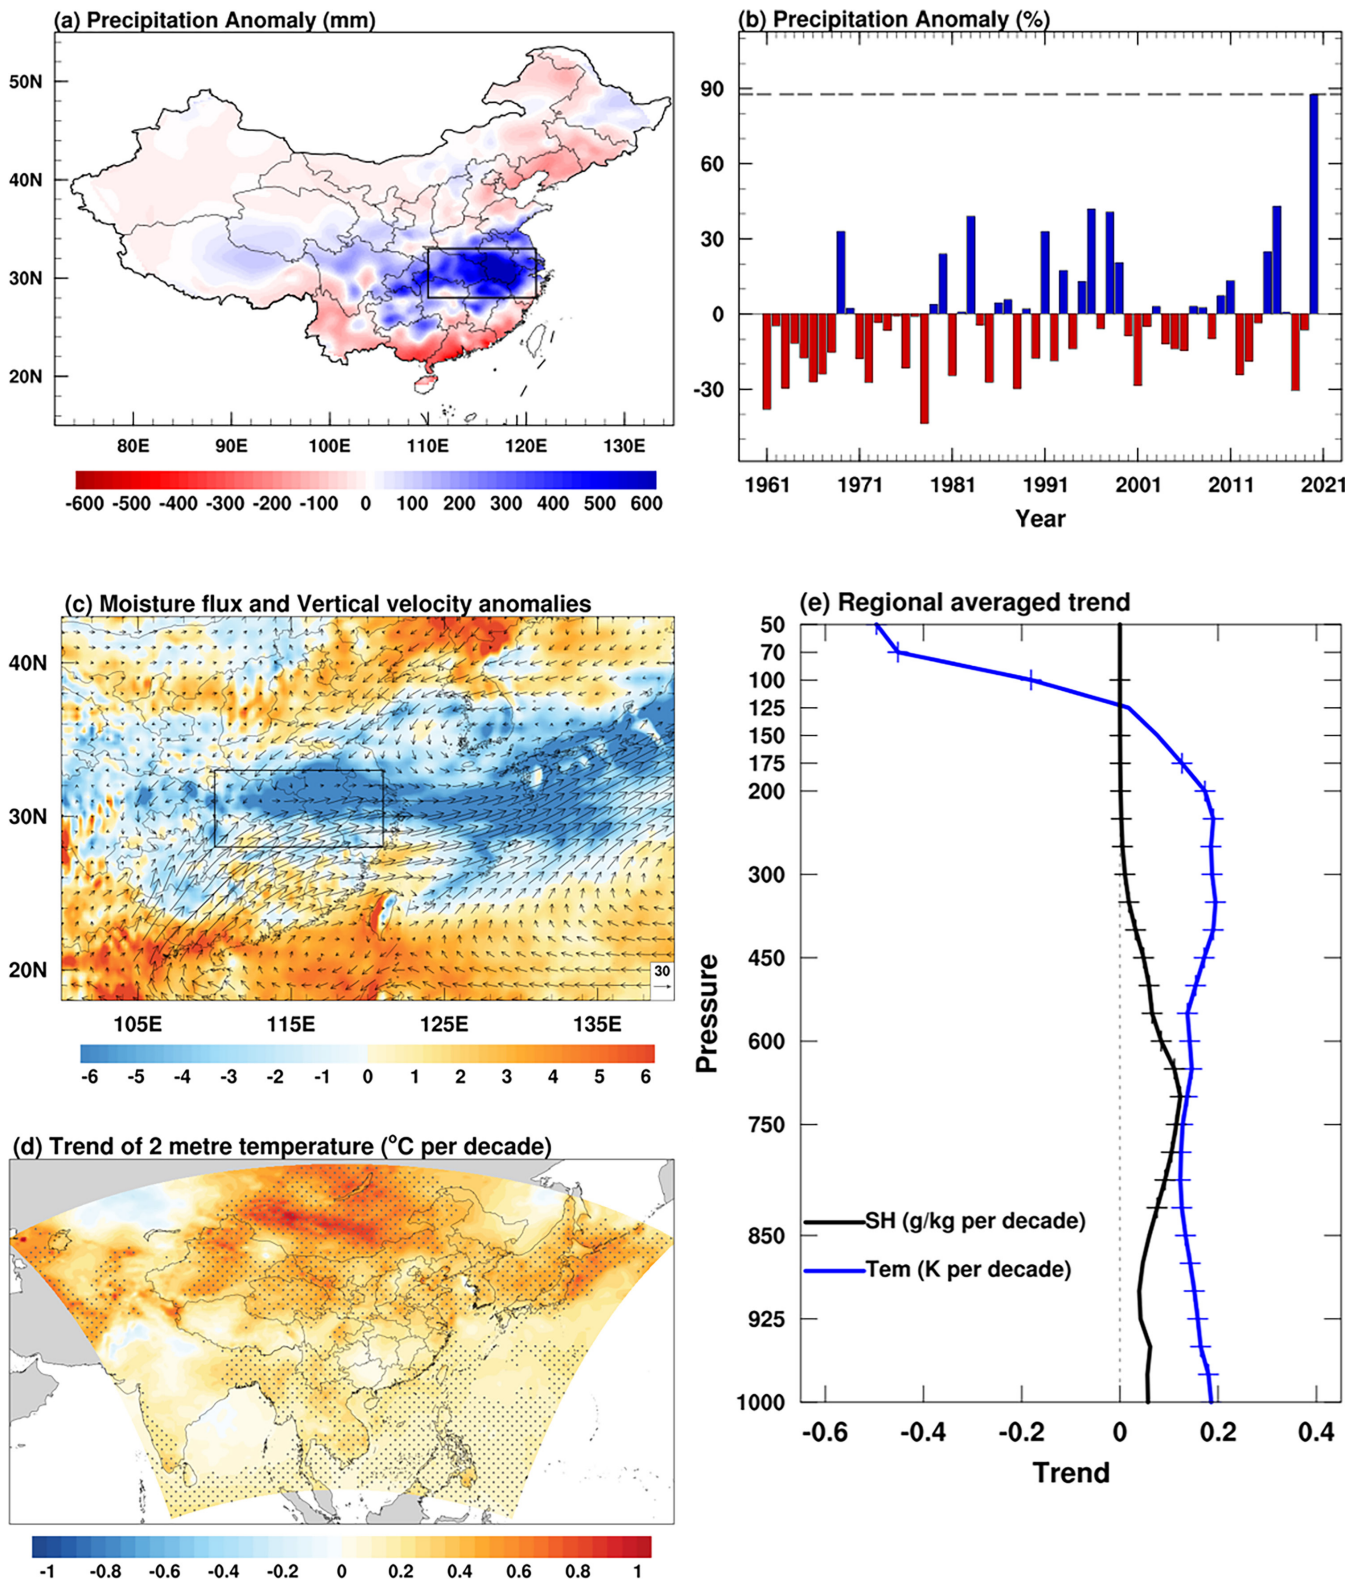 (a) Precipitation Anomaly (mm)
50N
40N
30N
20N
80E 90E 100E 110E 120E 130E
-600 -500 -400 -300 -200 -100 0 100 200 300 400 500 600
(b) Precipitation Anomaly (%)
90
60
30
0
-30
1961 1971 1981 1991 2001 2011 2021
Year
(c) Moisture flux and Vertical velocity anomalies
40N
30N
20N
30
105E 115E 125E 135E
-6 -5 -4 -3 -2 -1 0 1 2 3 4 5 6
(d) Trend of 2 metre temperature (°C per decade)
-1 -0.8 -0.6 -0.4 -0.2 0 0.2 0.4 0.6 0.8 1
(e) Regional averaged trend
50
70
100
125
150
175
200
300
450
600
750
850
925
1000
Pressure
SH (g/kg per decade)
Tem (K per decade)
-0.6 -0.4 -0.2 0 0.2 0.4
Trend